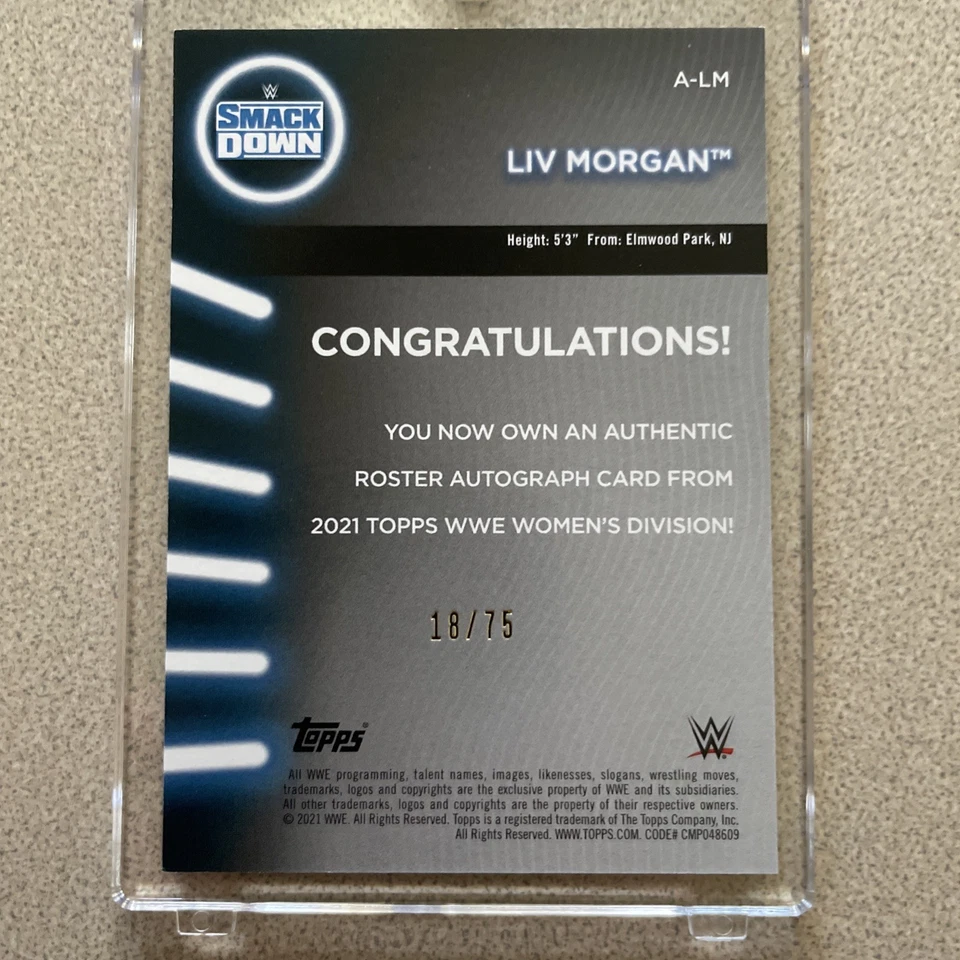 W
SMACK
DOWN
A-LM
LIV MORGAN™
Height: 5'3" From: Elmwood Park, NJ
CONGRATULATIONS!
YOU NOW OWN AN AUTHENTIC
ROSTER AUTOGRAPH CARD FROM
2021 TOPPS WWE WOMEN'S DIVISION!
18/75
Topps®
W
All WWE programming, talent names, images, likenesses, slogans, wrestling moves,
trademarks, logos and copyrights are the exclusive property of WWE and its subsidiaries.
All other trademarks, logos and copyrights are the property of their respective owners.
© 2021 WWE. All Rights Reserved. Topps is a registered trademark of The Topps Company, Inc.
All Rights Reserved. WWW.TOPPS.COM. CODE# CMP048609